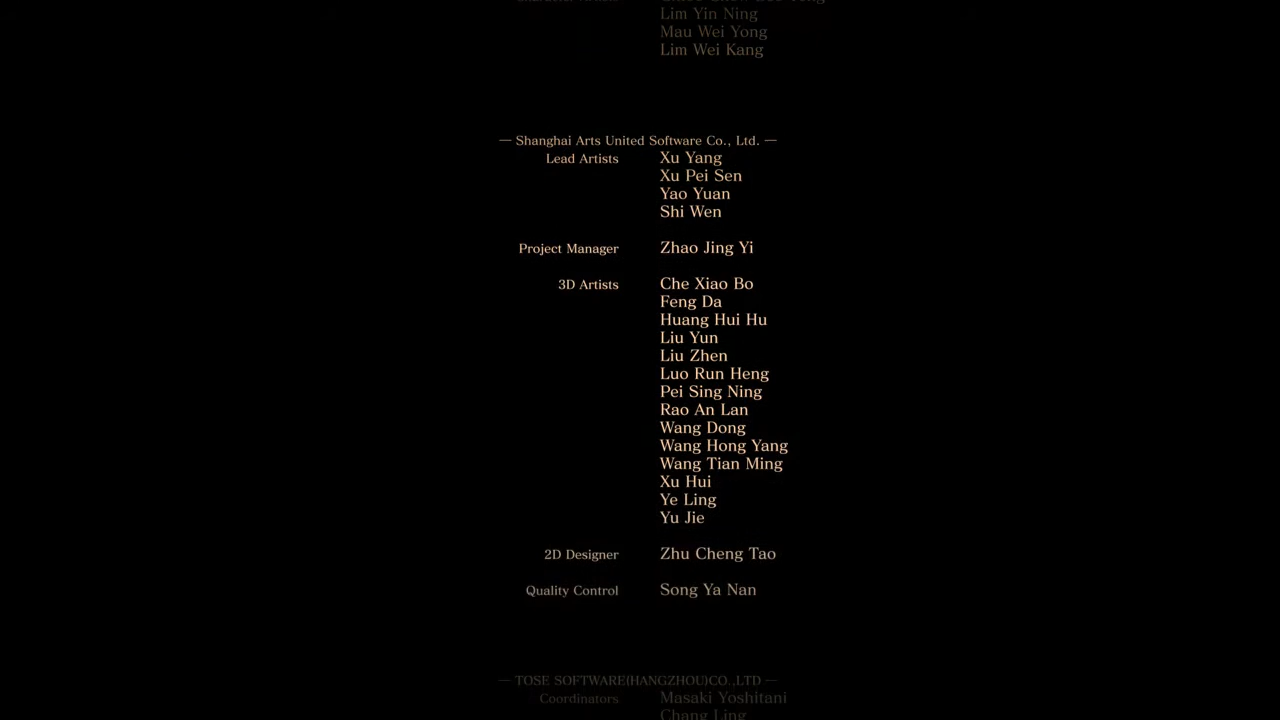 Lim Yin Ning
Mau Wei Yong
Lim Wei Kang
— Shanghai Arts United Software Co., Ltd. —
Lead Artists Xu Yang
Xu Pei Sen
Yao Yuan
Shi Wen
Project Manager Zhao Jing Yi
3D Artists Che Xiao Bo
Feng Da
Huang Hui Hu
Liu Yun
Liu Zhen
Luo Run Heng
Pei Sing Ning
Rao An Lan
Wang Dong
Wang Hong Yang
Wang Tian Ming
Xu Hui
Ye Ling
Yu Jie
2D Designer Zhu Cheng Tao
Quality Control Song Ya Nan
— TOSE SOFTWARE(HANGZHOU)CO.,LTD —
Coordinators Masaki Yoshitani
Chang Ling